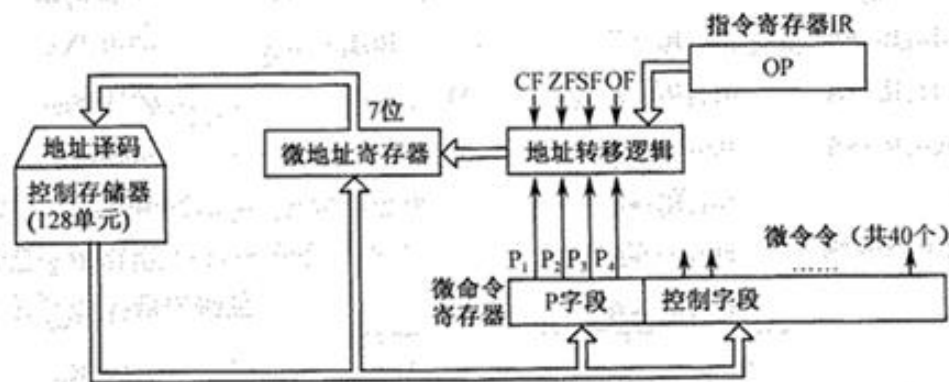 指令寄存器IR
OP
CF ZF SF OF
7位
地址译码
微地址寄存器
地址转移逻辑
控制存储器
(128单元)
微令令（共40个）
P₁ P₂ P₃ P₄
……
微命令
寄存器
P字段
控制字段